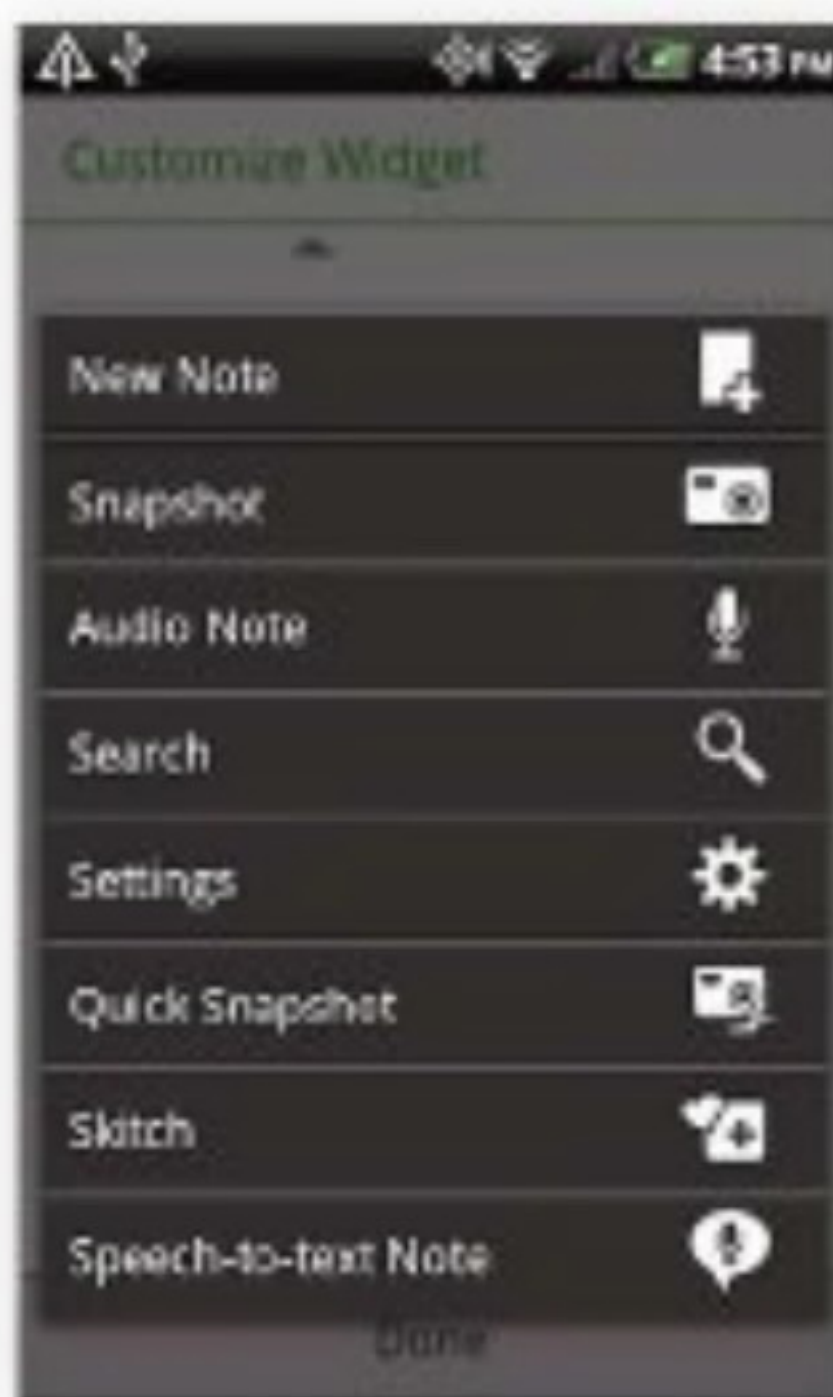 4:53 PM
Customize Widget
New Note
Snapshot
Audio Note
Search
Settings
Quick Snapshot
Skitch
Speech-to-text Note
Done